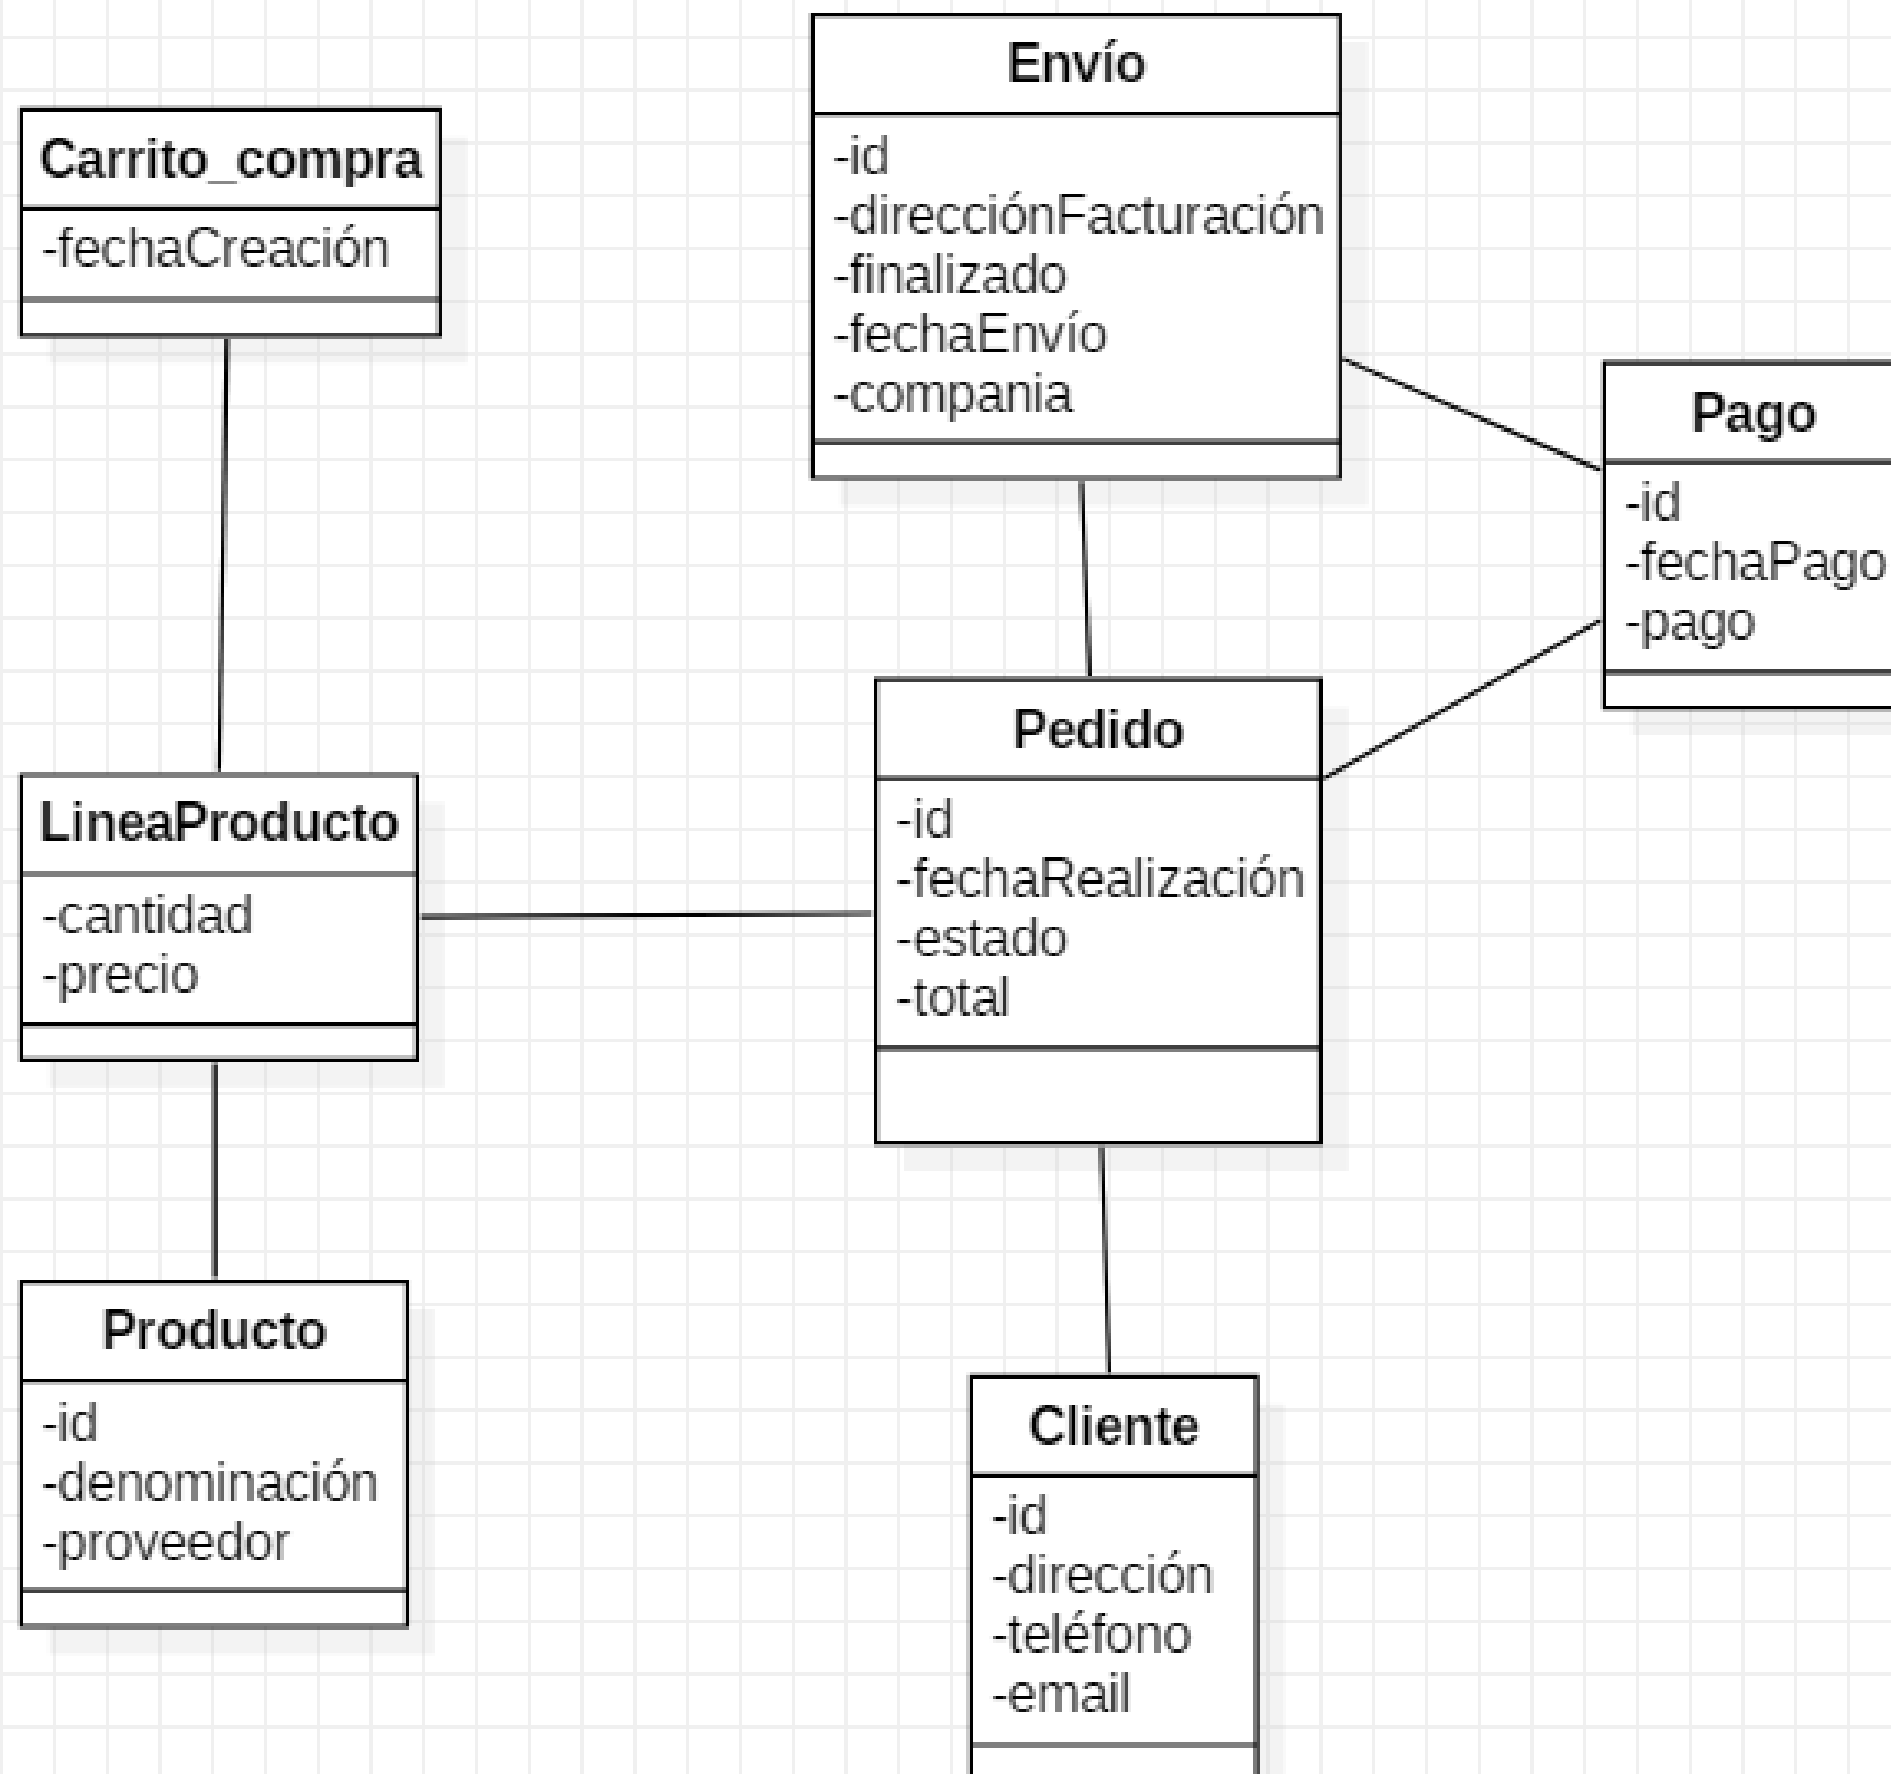 Envío
-id
-direcciónFacturación
-finalizado
-fechaEnvío
-compania
Carrito_compra
-fechaCreación
Pago
-id
-fechaPago
-pago
Pedido
-id
-fechaRealización
-estado
-total
LineaProducto
-cantidad
-precio
Producto
-id
-denominación
-proveedor
Cliente
-id
-dirección
-teléfono
-email